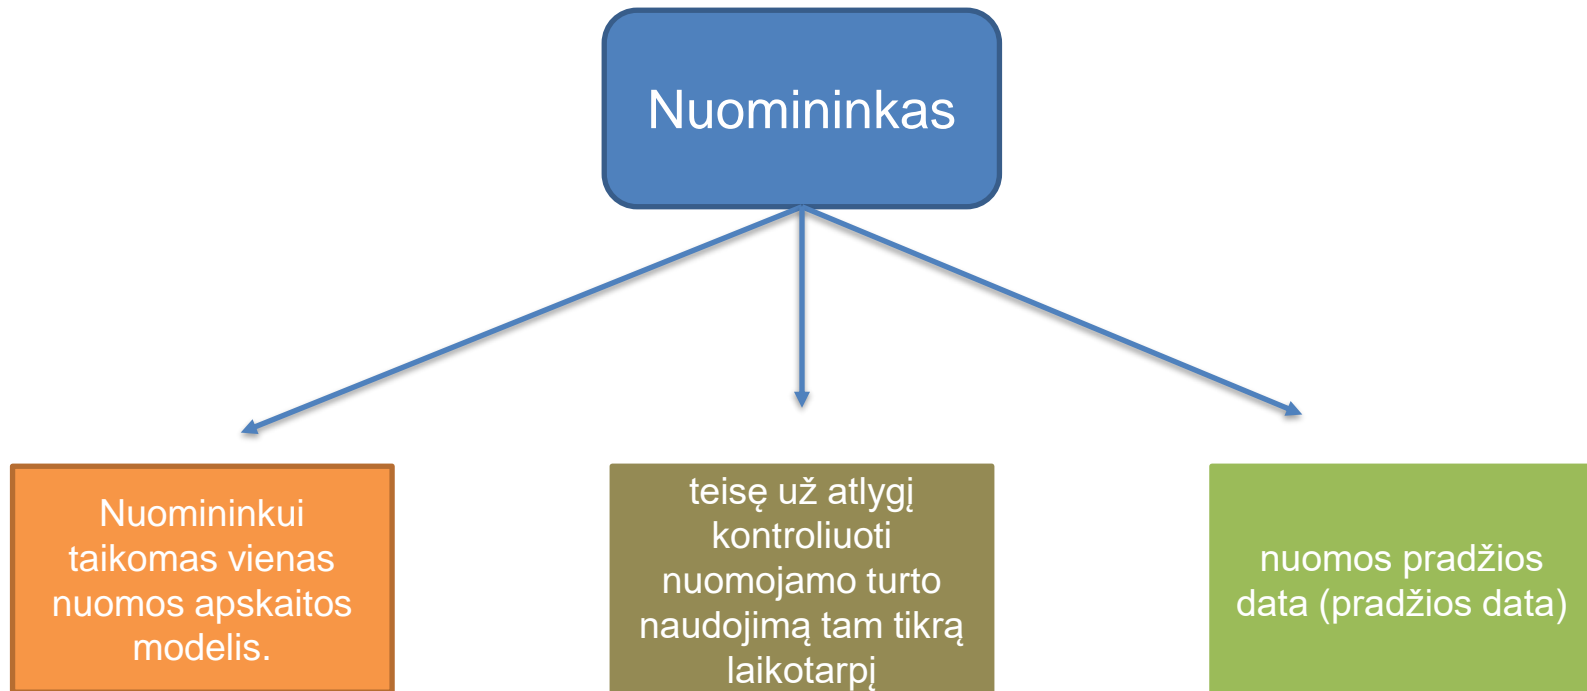 Nuomininkas
Nuomininkui
taikomas vienas
nuomos apskaitos
modelis.
teisę už atlygį
kontroliuoti
nuomojamo turto
naudojimą tam tikrą
laikotarpį
nuomos pradžios
data (pradžios data)